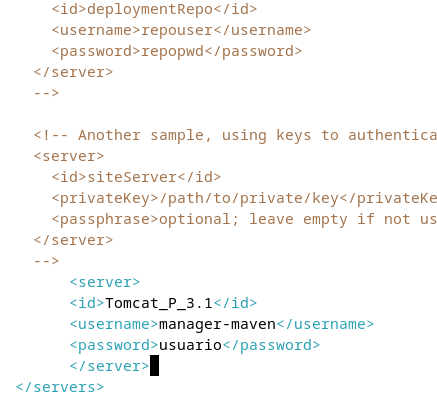 <id>deploymentRepo</id>
<username>repouser</username>
<password>repopwd</password>
</server>
-->
<!-- Another sample, using keys to authentica
<server>
<id>siteServer</id>
<privateKey>/path/to/private/key</privateKe
<passphrase>optional; leave empty if not us
</server>
-->
<server>
<id>Tomcat_P_3.1</id>
<username>manager-maven</username>
<password>usuario</password>
</server>
</servers>